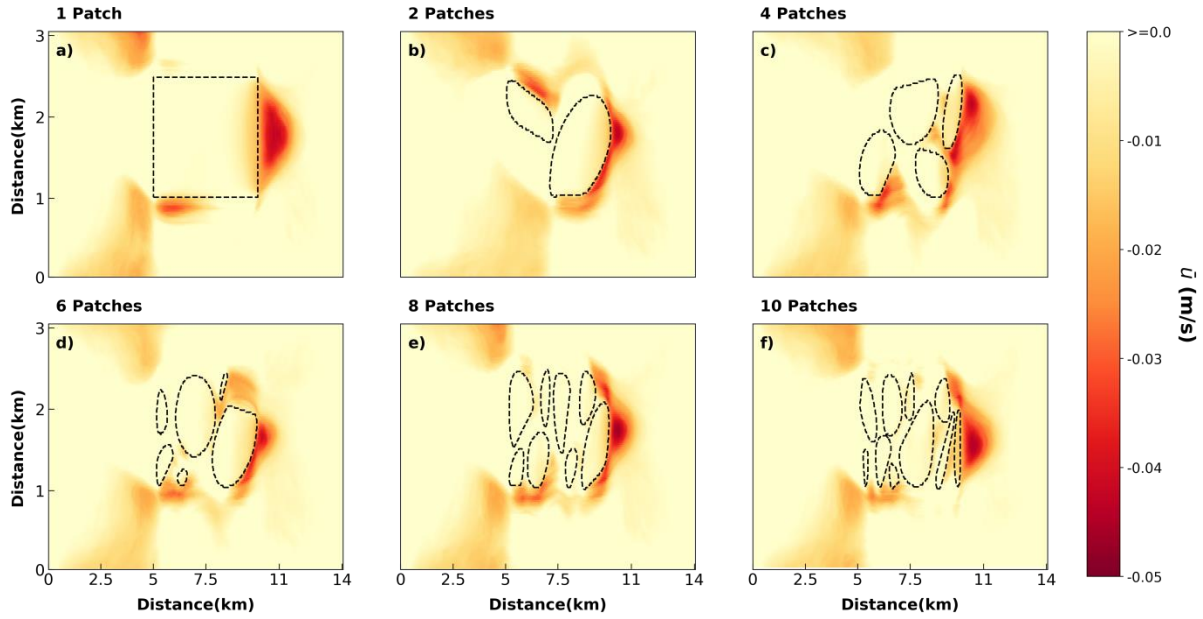 1 Patch
2 Patches
4 Patches
a)
b)
c)
3
2
1
0
Distance(km)
6 Patches
8 Patches
10 Patches
d)
e)
f)
3
2
1
0
Distance(km)
0 2.5 5 7.5 11 14
0 2.5 5 7.5 11 14
0 2.5 5 7.5 11 14
Distance(km)
Distance(km)
Distance(km)
>=0.0
-0.01
-0.02
-0.03
-0.04
-0.05
ū (m/s)